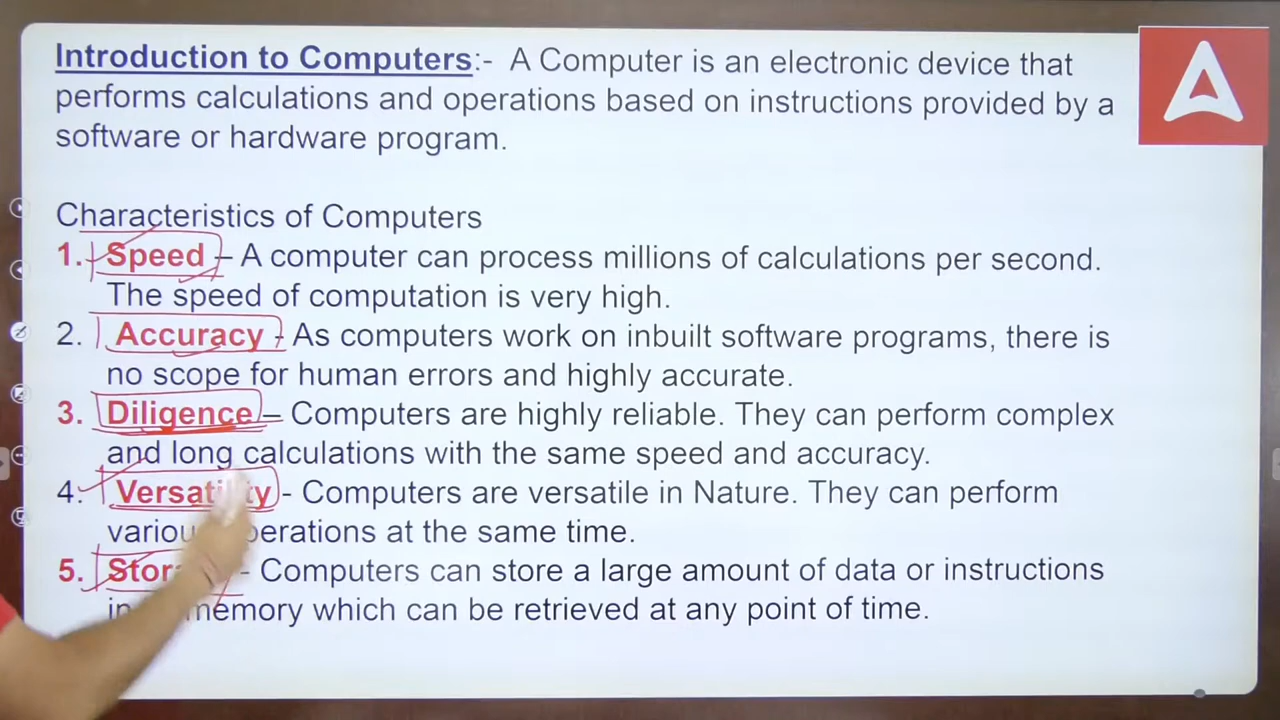 Introduction to Computers:- A Computer is an electronic device that
performs calculations and operations based on instructions provided by a
software or hardware program.
Characteristics of Computers
1. Speed – A computer can process millions of calculations per second.
The speed of computation is very high.
2. Accuracy - As computers work on inbuilt software programs, there is
no scope for human errors and highly accurate.
3. Diligence – Computers are highly reliable. They can perform complex
and long calculations with the same speed and accuracy.
4. Versatility - Computers are versatile in Nature. They can perform
various operations at the same time.
5. - Computers can store a large amount of data or instructions
memory which can be retrieved at any point of time.